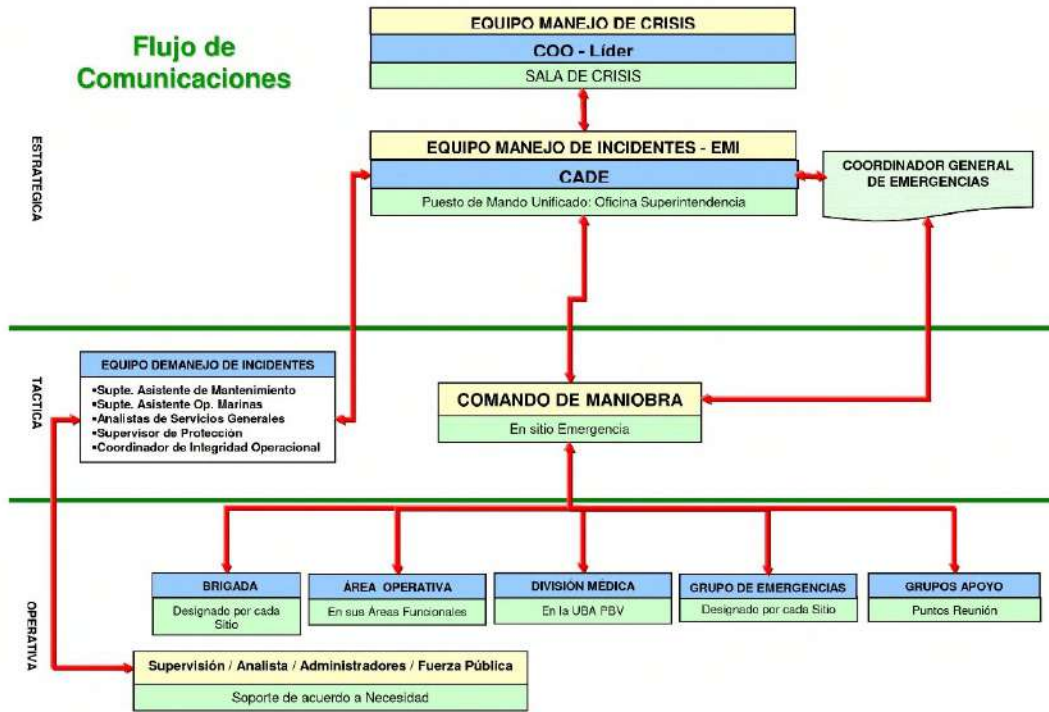 Flujo de
Comunicaciones
EQUIPO MANEJO DE CRISIS
COO - Líder
SALA DE CRISIS
ESTRATEGICA
EQUIPO MANEJO DE INCIDENTES - EMI
CADE
Puesto de Mando Unificado: Oficina Superintendencia
COORDINADOR GENERAL
DE EMERGENCIAS
TACTICA
EQUIPO DEMANEJO DE INCIDENTES
▪Supte. Asistente de Mantenimiento
▪Supte. Asistente Op. Marinas
▪Analistas de Servicios Generales
▪Supervisor de Protección
▪Coordinador de Integridad Operacional
COMANDO DE MANIOBRA
En sitio Emergencia
OPERATIVA
BRIGADA
Designado por cada
Sitio
ÁREA OPERATIVA
En sus Áreas Funcionales
DIVISIÓN MÉDICA
En la UBA PBV
GRUPO DE EMERGENCIAS
Designado por cada Sitio
GRUPOS APOYO
Puntos Reunión
Supervisión / Analista / Administradores / Fuerza Pública
Soporte de acuerdo a Necesidad